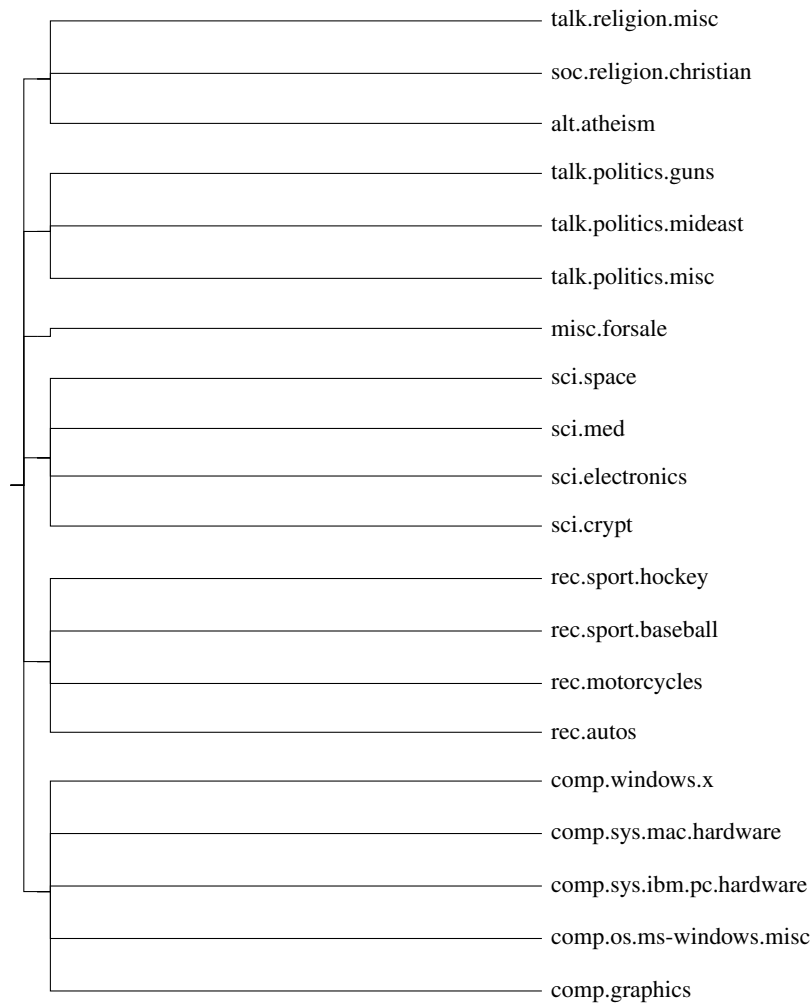 talk.religion.misc
soc.religion.christian
alt.atheism
talk.politics.guns
talk.politics.mideast
talk.politics.misc
misc.forsale
sci.space
sci.med
sci.electronics
sci.crypt
rec.sport.hockey
rec.sport.baseball
rec.motorcycles
rec.autos
comp.windows.x
comp.sys.mac.hardware
comp.sys.ibm.pc.hardware
comp.os.ms-windows.misc
comp.graphics